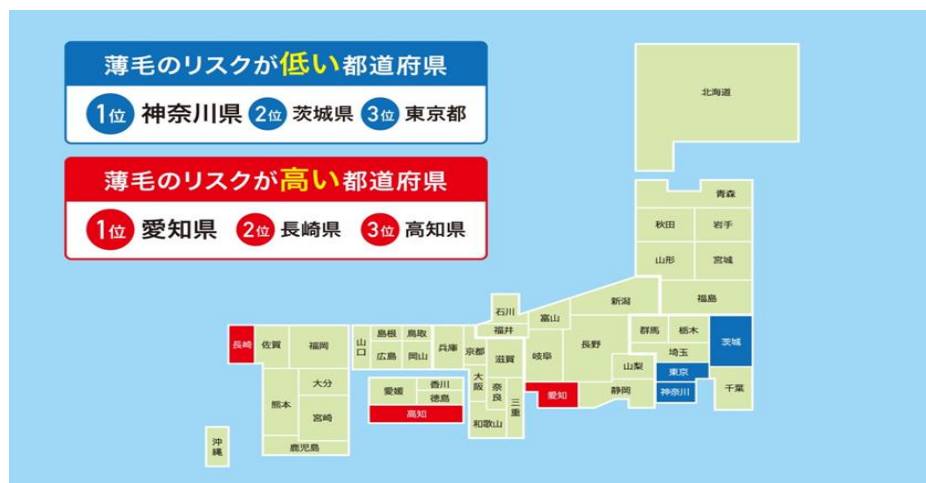 薄毛のリスクが低い都道府県
1位 神奈川県 2位 茨城県 3位 東京都
薄毛のリスクが高い都道府県
1位 愛知県 2位 長崎県 3位 高知県
北海道
青森
秋田 岩手
山形 宮城
福島
新潟
石川
富山
福井
群馬 栃木
茨城
埼玉
東京
千葉
神奈川
山梨
長野
岐阜
静岡
愛知
滋賀
京都
兵庫
大阪
奈良
三重
和歌山
鳥取
島根
岡山
広島
山口
香川
愛媛
徳島
高知
福岡
佐賀
長崎
大分
熊本
宮崎
鹿児島
沖縄